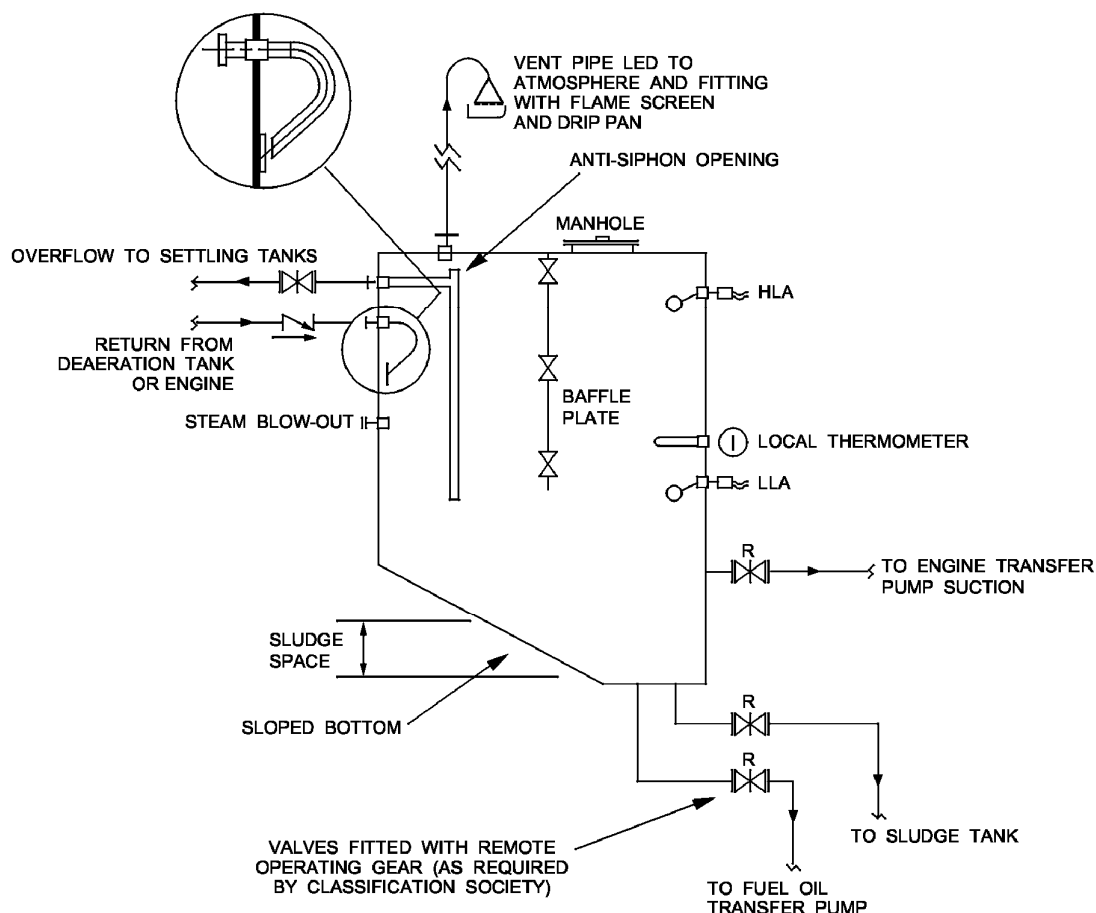 VENT PIPE LED TO
ATMOSPHERE AND FITTING
WITH FLAME SCREEN
AND DRIP PAN
ANTI-SIPHON OPENING
MANHOLE
OVERFLOW TO SETTLING TANKS
HLA
RETURN FROM
DEAERATION TANK
OR ENGINE
BAFFLE
PLATE
STEAM BLOW-OUT
I
LOCAL THERMOMETER
LLA
R
TO ENGINE TRANSFER
PUMP SUCTION
SLUDGE
SPACE
SLOPED BOTTOM
R
R
TO SLUDGE TANK
VALVES FITTED WITH REMOTE
OPERATING GEAR (AS REQUIRED
BY CLASSIFICATION SOCIETY)
TO FUEL OIL
TRANSFER PUMP